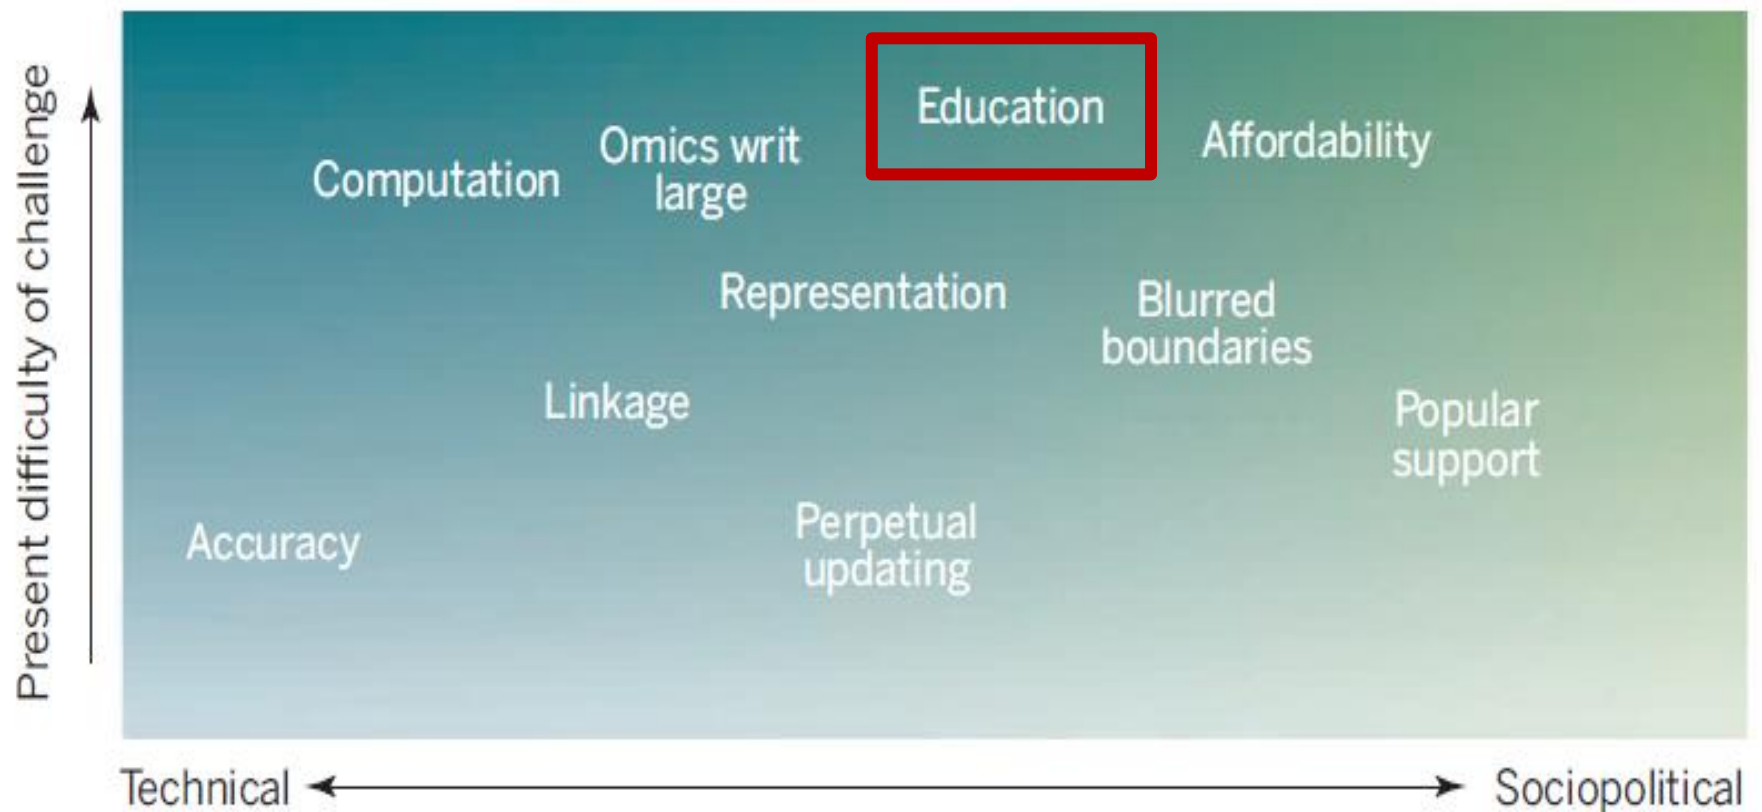 Present difficulty of challenge
Education
Affordability
Omics writ
large
Computation
Representation
Blurred
boundaries
Linkage
Popular
support
Accuracy
Perpetual
updating
Technical
Sociopolitical